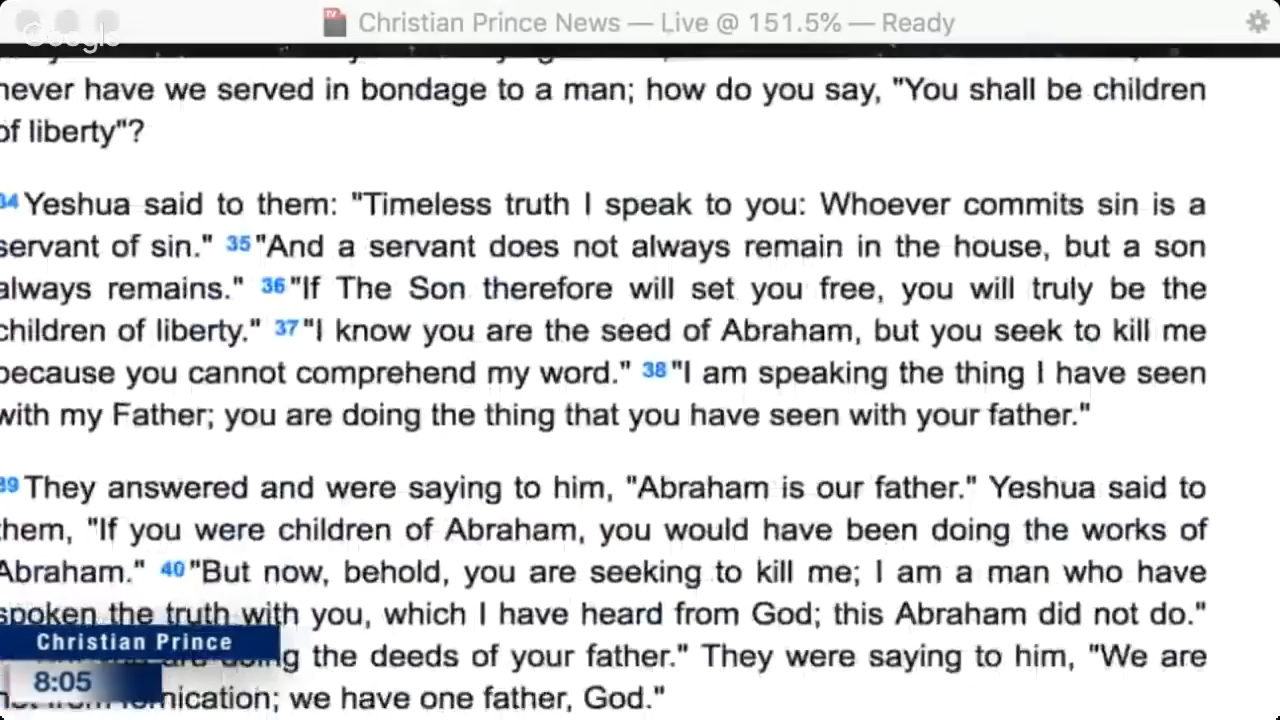 Christian Prince News — Live @ 151.5% — Ready
Google
never have we served in bondage to a man; how do you say, "You shall be children
of liberty"?
34 Yeshua said to them: "Timeless truth I speak to you: Whoever commits sin is a
servant of sin." 35 "And a servant does not always remain in the house, but a son
always remains." 36 "If The Son therefore will set you free, you will truly be the
children of liberty." 37 "I know you are the seed of Abraham, but you seek to kill me
because you cannot comprehend my word." 38 "I am speaking the thing I have seen
with my Father; you are doing the thing that you have seen with your father."
39 They answered and were saying to him, "Abraham is our father." Yeshua said to
them, "If you were children of Abraham, you would have been doing the works of
Abraham." 40 "But now, behold, you are seeking to kill me; I am a man who have
spoken the truth with you, which I have heard from God; this Abraham did not do."
Christian Prince
doing the deeds of your father." They were saying to him, "We are
8:05
fornication; we have one father, God."